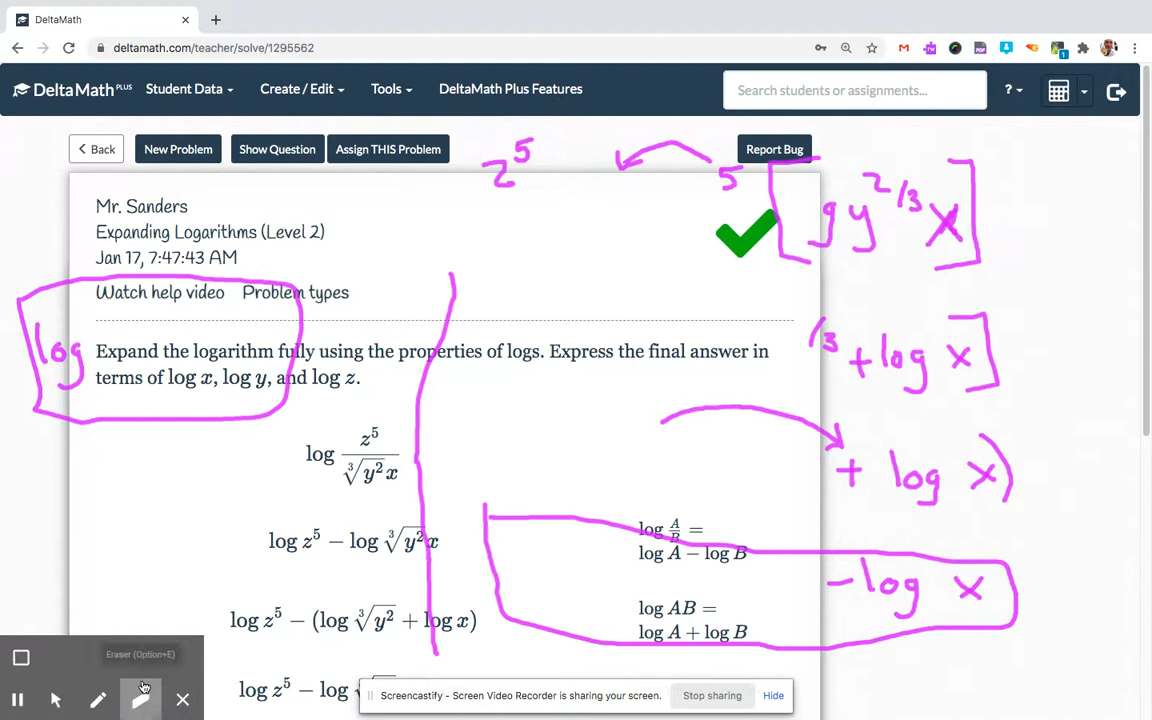 DeltaMath
deltamath.com/teacher/solve/1295562
DeltaMath PLUS Student Data Create / Edit Tools DeltaMath Plus Features Search students or assignments... ?
Back New Problem Show Question Assign THIS Problem Report Bug
z^5 5 [ g y^{2/3} x ]
Mr. Sanders
Expanding Logarithms (Level 2)
Jan 17, 7:47:43 AM
Watch help video Problem types
log
/3 + log x ]
Expand the logarithm fully using the properties of logs. Express the final answer in
terms of log x, log y, and log z.
log z^5 / ∛y² x
+ log x)
log z^5 − log ∛y² x
log A/B =
log A − log B
− log x
log z^5 − (log ∛y² + log x)
log AB =
log A + log B
Eraser (Option+E)
log z^5 − log
Screencastify - Screen Video Recorder is sharing your screen. Stop sharing Hide